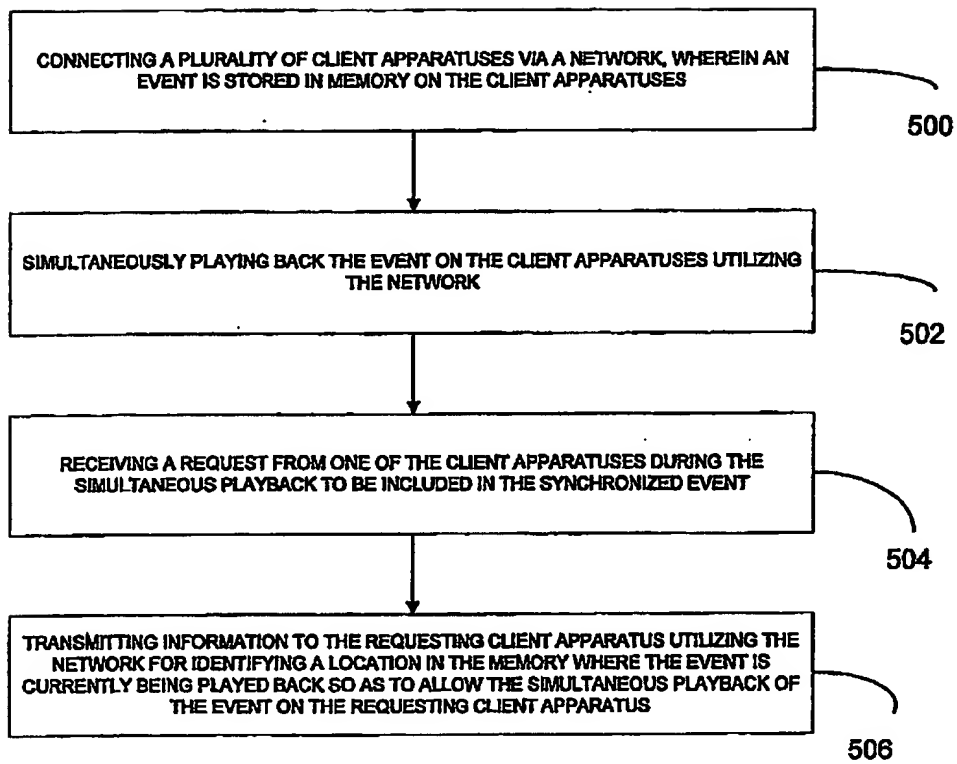 CONNECTING A PLURALITY OF CLIENT APPARATUSES VIA A NETWORK, WHEREIN AN
EVENT IS STORED IN MEMORY ON THE CLIENT APPARATUSES
500
SIMULTANEOUSLY PLAYING BACK THE EVENT ON THE CLIENT APPARATUSES UTILIZING
THE NETWORK
502
RECEIVING A REQUEST FROM ONE OF THE CLIENT APPARATUSES DURING THE
SIMULTANEOUS PLAYBACK TO BE INCLUDED IN THE SYNCHRONIZED EVENT
504
TRANSMITTING INFORMATION TO THE REQUESTING CLIENT APPARATUS UTILIZING THE
NETWORK FOR IDENTIFYING A LOCATION IN THE MEMORY WHERE THE EVENT IS
CURRENTLY BEING PLAYED BACK SO AS TO ALLOW THE SIMULTANEOUS PLAYBACK OF
THE EVENT ON THE REQUESTING CLIENT APPARATUS.
506